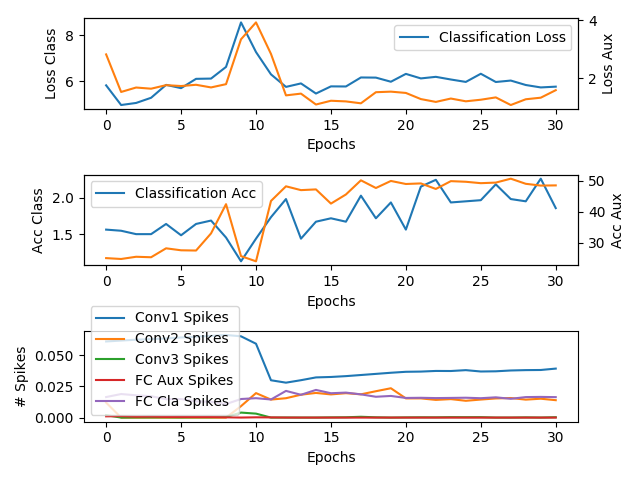 Classification Loss
Loss Class
Loss Aux
8
6
4
2
0 5 10 15 20 25 30
Epochs
Classification Acc
Acc Class
Acc Aux
2.0
1.5
50
40
30
0 5 10 15 20 25 30
Epochs
Conv1 Spikes
Conv2 Spikes
Conv3 Spikes
FC Aux Spikes
FC Cla Spikes
# Spikes
0.050
0.025
0.000
0 5 10 15 20 25 30
Epochs